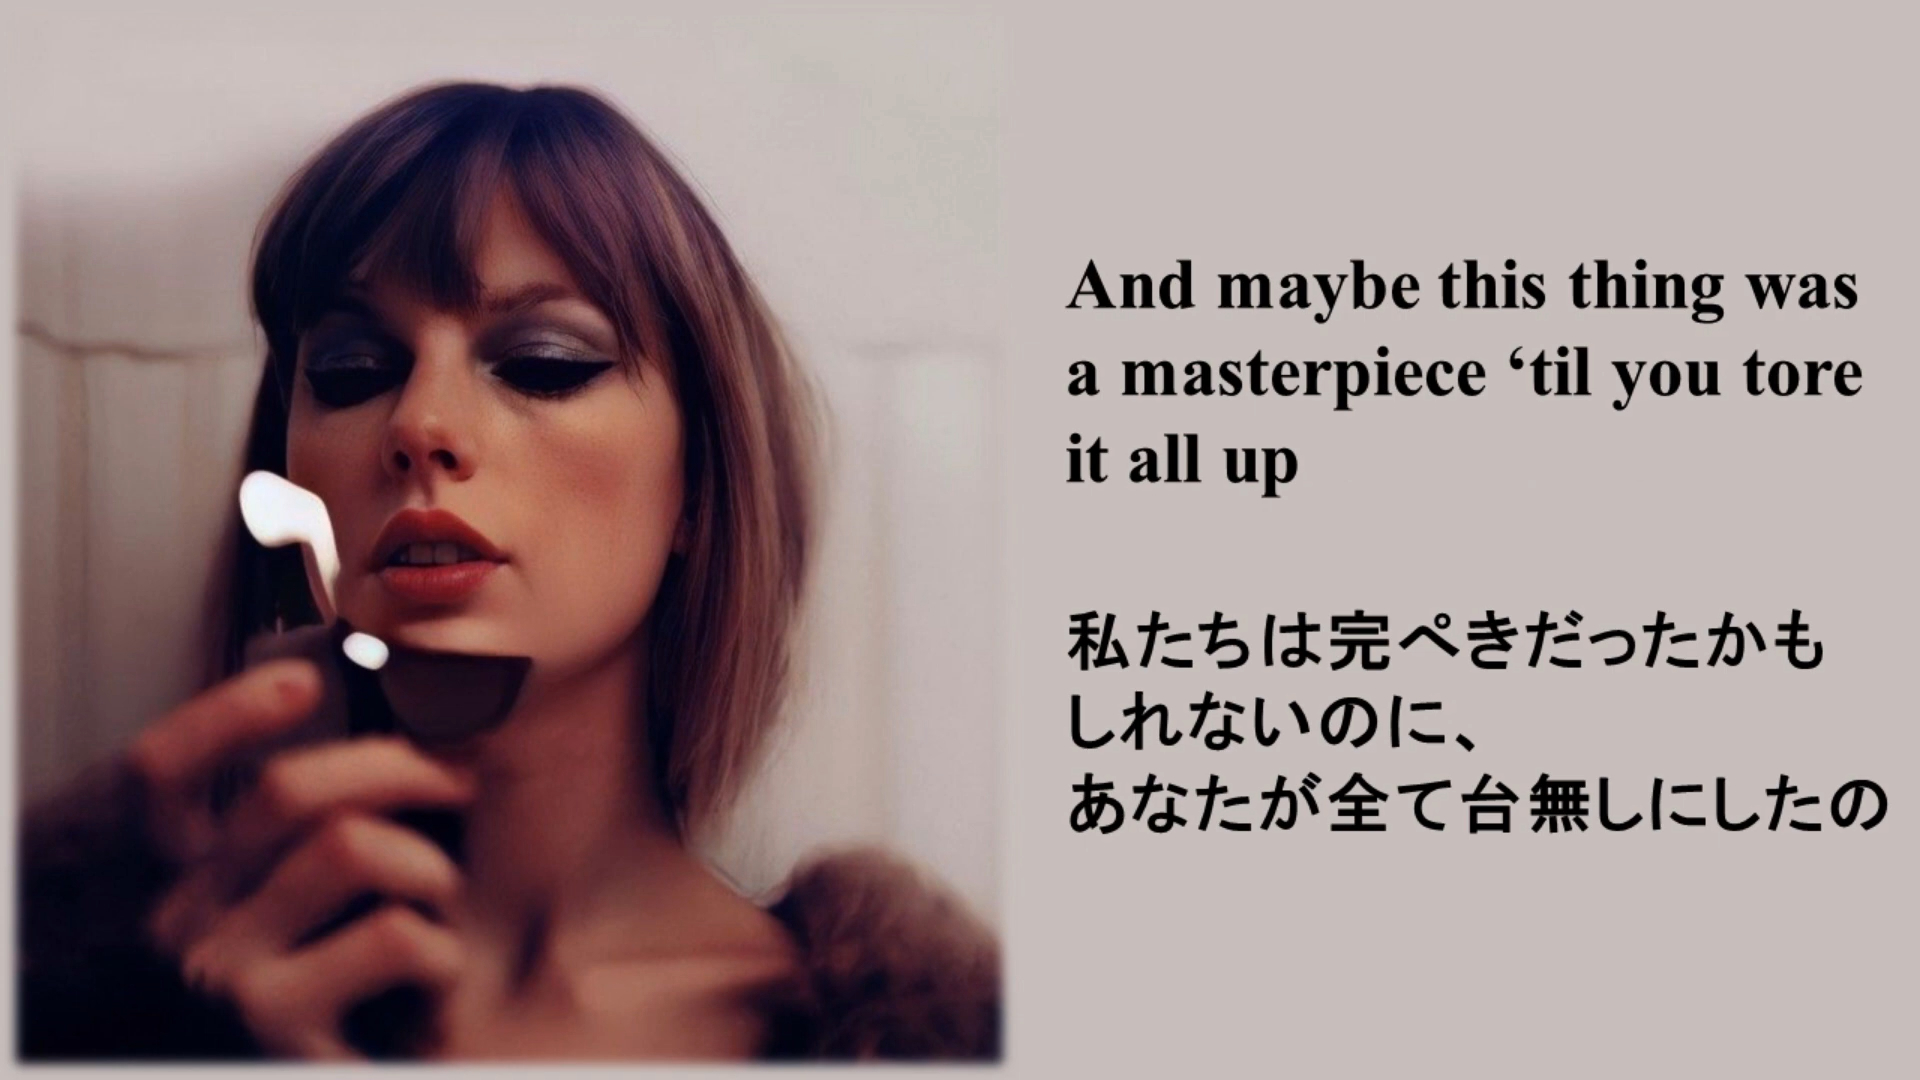 And maybe this thing was
a masterpiece ‘til you tore
it all up
私たちは完ぺきだったかも
しれないのに、
あなたが全て台無しにしたの